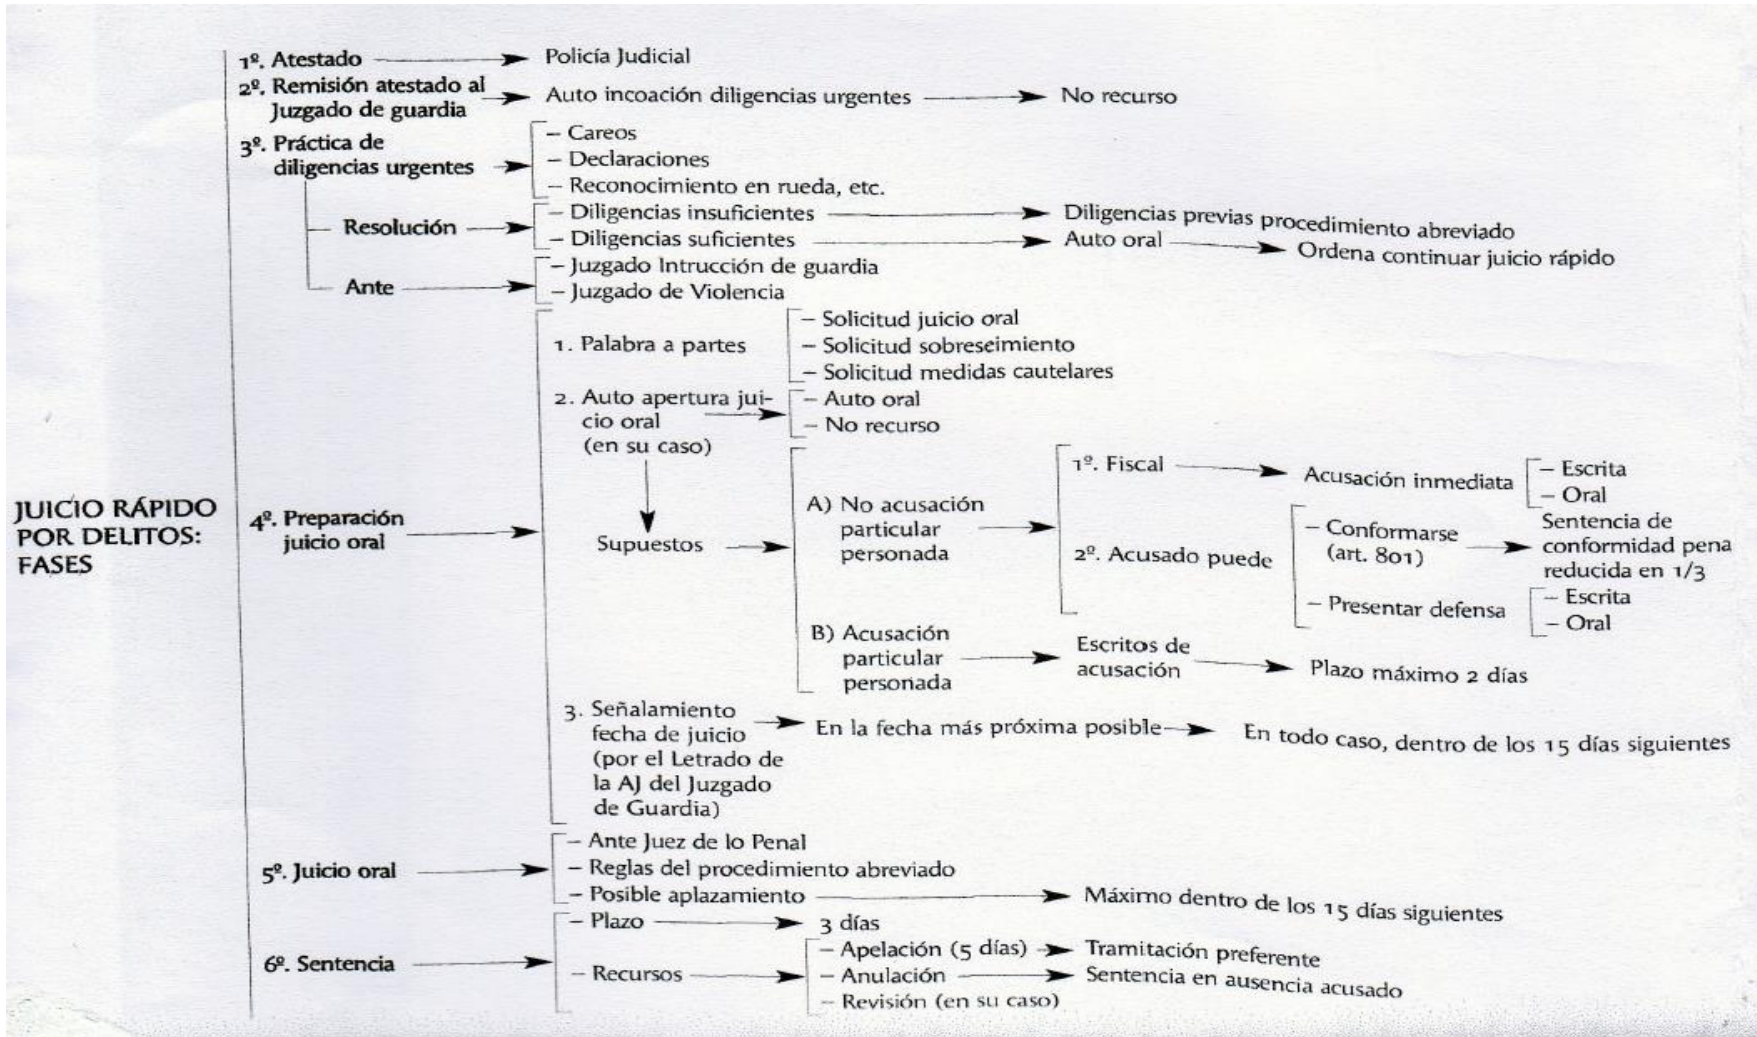 1º. Atestado
Policía Judicial
2º. Remisión atestado al
Juzgado de guardia
Auto incoación diligencias urgentes
No recurso
3º. Práctica de
diligencias urgentes
– Careos
– Declaraciones
– Reconocimiento en rueda, etc.
Resolución
– Diligencias insuficientes
Diligencias previas procedimiento abreviado
– Diligencias suficientes
Auto oral
Ordena continuar juicio rápido
Ante
– Juzgado Intrucción de guardia
– Juzgado de Violencia
JUICIO RÁPIDO
POR DELITOS:
FASES
4º. Preparación
juicio oral
1. Palabra a partes
– Solicitud juicio oral
– Solicitud sobreseimiento
– Solicitud medidas cautelares
2. Auto apertura jui-
cio oral
(en su caso)
– Auto oral
– No recurso
Supuestos
A) No acusación
particular
personada
1º. Fiscal
Acusación inmediata
– Escrita
– Oral
2º. Acusado puede
– Conformarse
(art. 801)
Sentencia de
conformidad pena
reducida en 1/3
– Presentar defensa
– Escrita
– Oral
B) Acusación
particular
personada
Escritos de
acusación
Plazo máximo 2 días
3. Señalamiento
fecha de juicio
(por el Letrado de
la AJ del Juzgado
de Guardia)
En la fecha más próxima posible
En todo caso, dentro de los 15 días siguientes
5º. Juicio oral
– Ante Juez de lo Penal
– Reglas del procedimiento abreviado
– Posible aplazamiento
Máximo dentro de los 15 días siguientes
6º. Sentencia
– Plazo
3 días
– Recursos
– Apelación (5 días)
Tramitación preferente
– Anulación
Sentencia en ausencia acusado
– Revisión (en su caso)